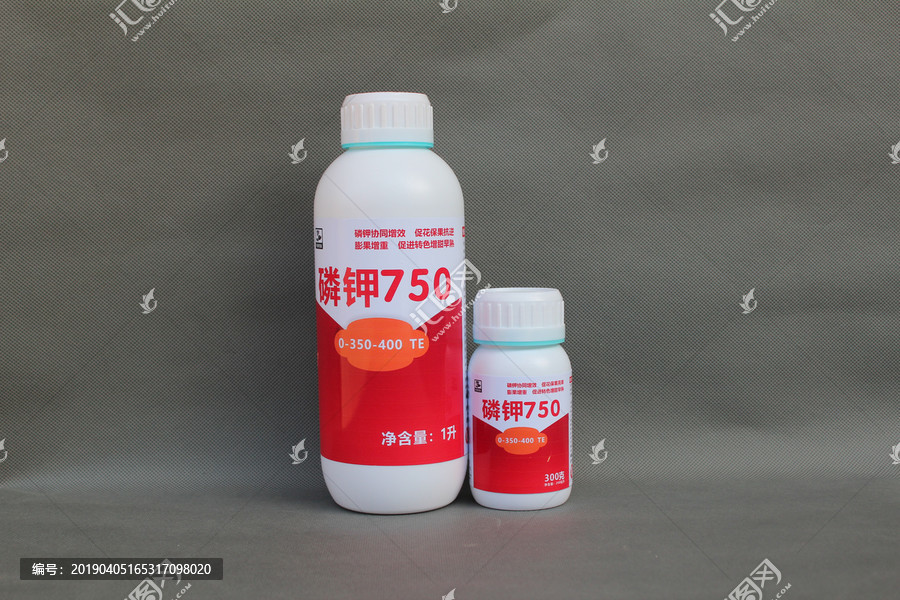 磷钾协同增效 促花保果抗逆
膨果增重 促进转色增甜早熟
磷钾750
0-350-400 TE
净含量：1升
磷钾协同增效 促花保果抗逆
膨果增重 促进转色增甜早熟
磷钾750
0-350-400 TE
300克
编号：20190405165317098020